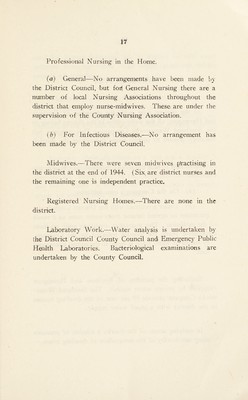 17
Professional Nursing in the Home.
(a) General—No arrangements have been made by
the District Council, but for General Nursing there are a
number of local Nursing Associations throughout the
district that employ nurse-midwives. These are under the
supervision of the County Nursing Association.
(b) For Infectious Diseases.—No arrangement has
been made by the District Council.
Midwives.—There were seven midwives practising in
the district at the end of 1944. (Six are district nurses and
the remaining one is independent practice.
Registered Nursing Homes.—There are none in the
district.
Laboratory Work.—Water analysis is undertaken by
the District Council County Council and Emergency Public
Health Laboratories. Bacteriological examinations are
undertaken by the County Council.